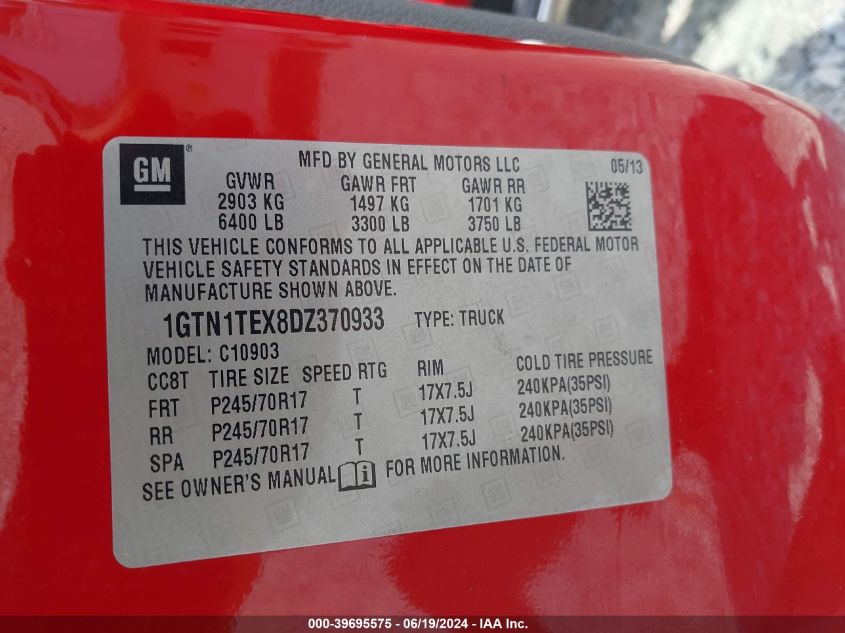 GM ® MFD BY GENERAL MOTORS LLC 05/13
GVWR GAWR FRT GAWR RR
2903 KG 1497 KG 1701 KG
6400 LB 3300 LB 3750 LB
THIS VEHICLE CONFORMS TO ALL APPLICABLE U.S. FEDERAL MOTOR
VEHICLE SAFETY STANDARDS IN EFFECT ON THE DATE OF
MANUFACTURE SHOWN ABOVE.
1GTN1TEX8DZ370933 TYPE: TRUCK
MODEL: C10903
CC8T TIRE SIZE SPEED RTG RIM COLD TIRE PRESSURE
FRT P245/70R17 T 17X7.5J 240KPA(35PSI)
RR P245/70R17 T 17X7.5J 240KPA(35PSI)
SPA P245/70R17 T 17X7.5J 240KPA(35PSI)
SEE OWNER'S MANUAL i FOR MORE INFORMATION.
000-39695575 - 06/19/2024 - IAA Inc.